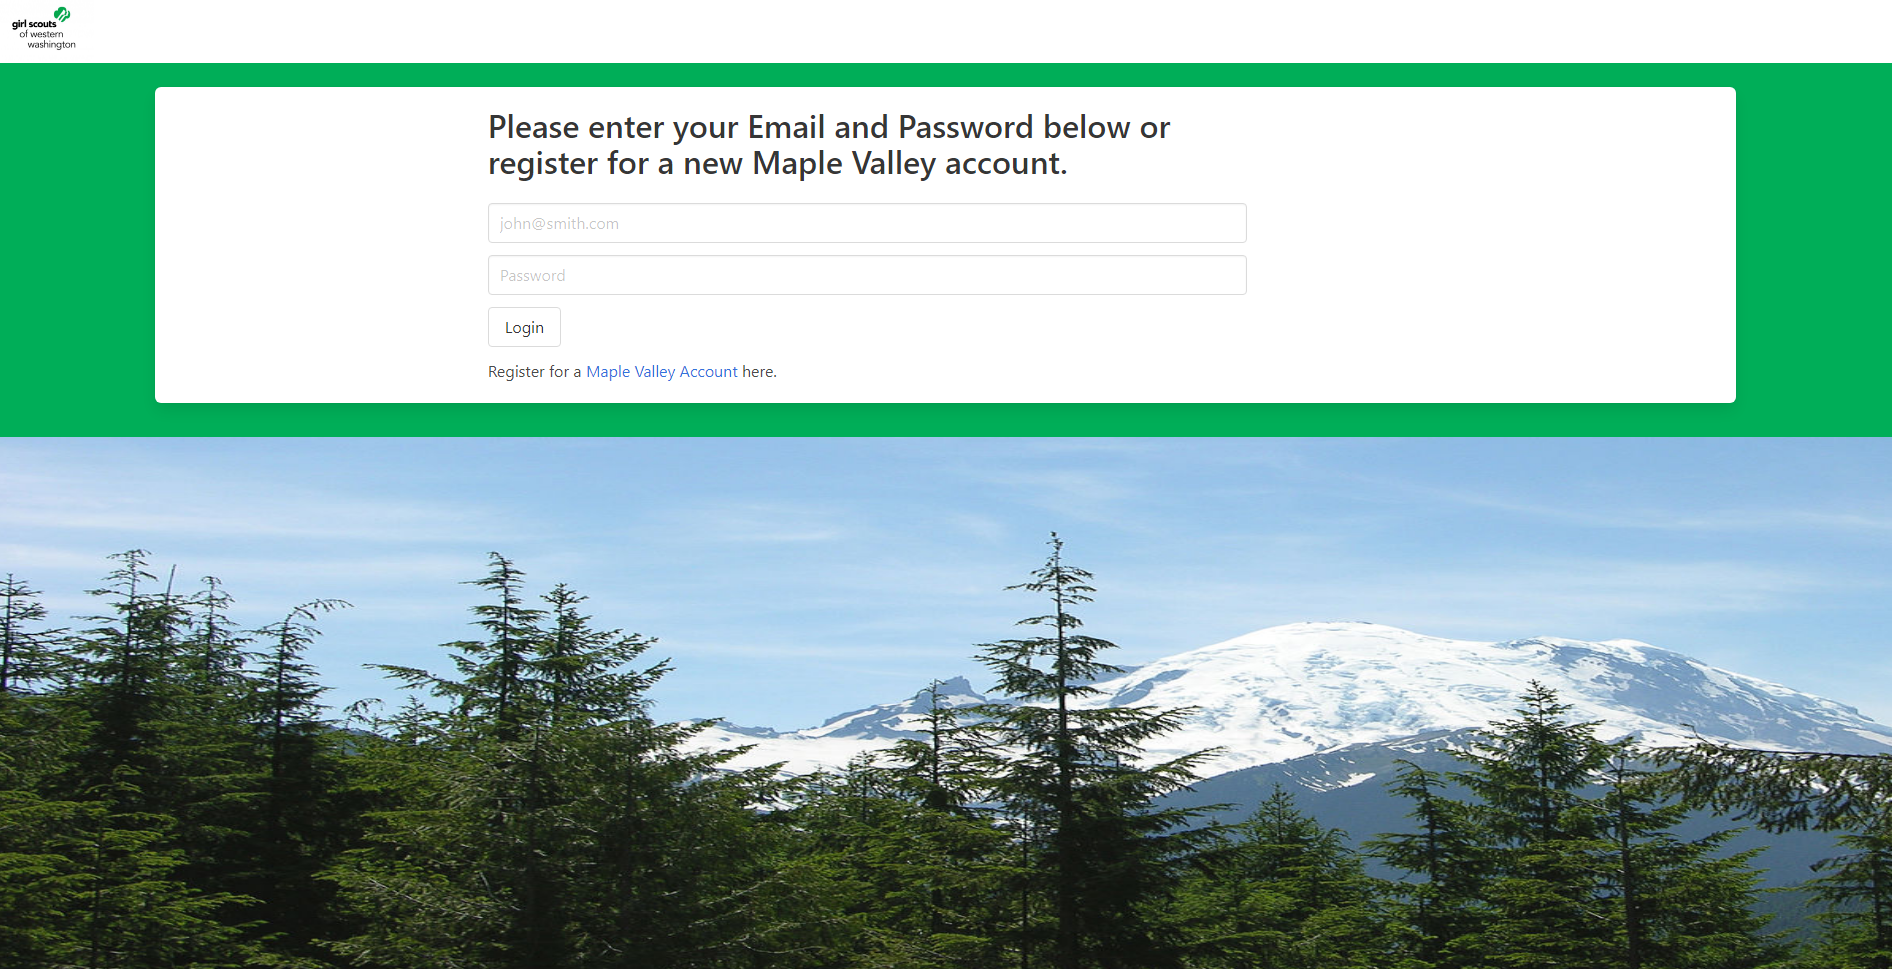 girl scouts
of western
washington
Please enter your Email and Password below or
register for a new Maple Valley account.
john@smith.com
Password
Login
Register for a Maple Valley Account here.